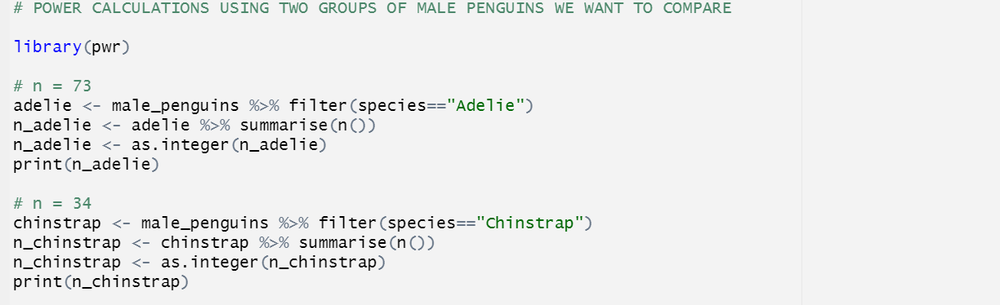 # POWER CALCULATIONS USING TWO GROUPS OF MALE PENGUINS WE WANT TO COMPARE
library(pwr)
# n = 73
adelie <- male_penguins %>% filter(species=="Adelie")
n_adelie <- adelie %>% summarise(n())
n_adelie <- as.integer(n_adelie)
print(n_adelie)
# n = 34
chinstrap <- male_penguins %>% filter(species=="Chinstrap")
n_chinstrap <- chinstrap %>% summarise(n())
n_chinstrap <- as.integer(n_chinstrap)
print(n_chinstrap)